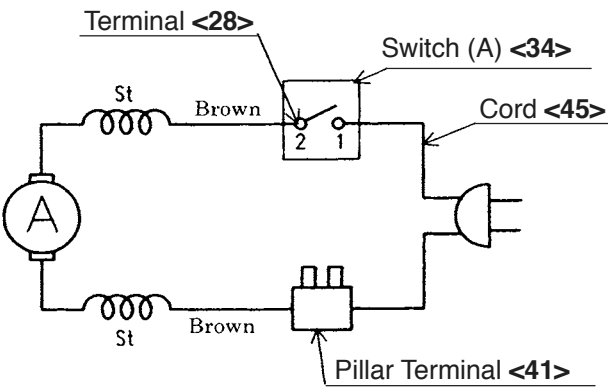 Terminal <28>
Switch (A) <34>
St
Brown
Cord <45>
2 1
A
St
Brown
Pillar Terminal <41>